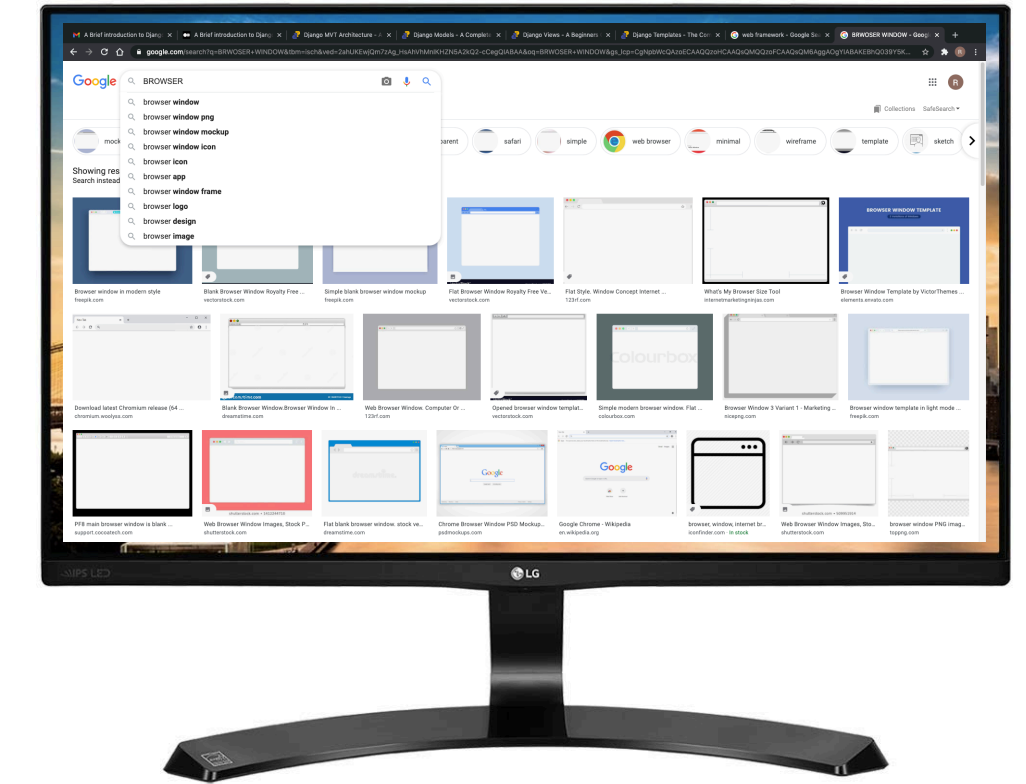 A Brief introduction to Djang
A Brief introduction to Django
Django MVT Architecture - A
Django Models - A Complete
Django Views - A Beginners
Django Templates - The Com
web framework - Google Sea
BRWOSER WINDOW - Googl
google.com/search?q=BRWOSER+WINDOW&tbm=isch&ved=2ahUKEwjQm7zAg_HsAhVhMnIKHZN5A2kQ2-cCegQIABAA&oq=BRWOSER+WINDOW&gs_lcp=CgNpbWcQAzoECAAQQzoHCAAQsQMQQzoFCAAQsQM6AggAOgYIABAKEBhQ039Y5K...
R
Google
BROWSER
R
browser window
browser window png
browser window mockup
browser window icon
browser icon
browser app
browser window frame
browser logo
browser design
browser image
Collections SafeSearch
mock
parent
safari
simple
web browser
minimal
wireframe
template
sketch
Showing res
Search instead
BROWSER WINDOW TEMPLATE
Browser window in modern style
freepik.com
Blank Browser Window Royalty Free ...
vectorstock.com
Simple blank browser window mockup
freepik.com
Flat Browser Window Royalty Free Ve...
vectorstock.com
Flat Style. Window Concept Internet ...
123rf.com
What's My Browser Size Tool
internetmarketingninjas.com
Browser Window Template by VictorThemes ...
elements.envato.com
Colourbox
Download latest Chromium release (64 ...
chromium.woolyss.com
Blank Browser Window.Browser Window In ...
dreamstime.com
Web Browser Window. Computer Or ...
123rf.com
Opened browser window templat...
vectorstock.com
Simple modern browser window. Flat ...
colourbox.com
Browser Window 3 Variant 1 - Marketing ...
nicepng.com
Browser window template in light mode ...
freepik.com
Google
Google
PF8 main browser window is blank ...
support.cocoatech.com
Web Browser Window Images, Stock P...
shutterstock.com
Flat blank browser window. stock ve...
dreamstime.com
Chrome Browser Window PSD Mockup...
psdmockups.com
Google Chrome - Wikipedia
en.wikipedia.org
browser, window, internet br...
iconfinder.com · In stock
Web Browser Window Images, Sto...
shutterstock.com
browser window PNG imag...
toppng.com
IPS LED
LG